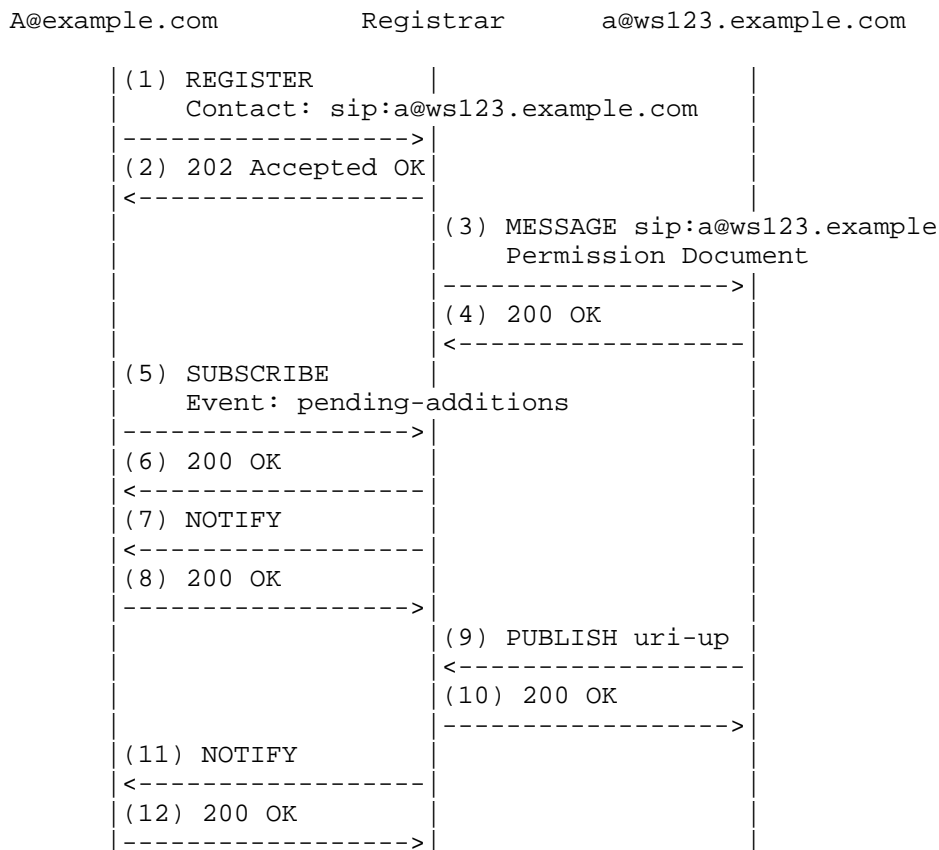 A@example.com Registrar a@ws123.example.com
(1) REGISTER
Contact: sip:a@ws123.example.com
(2) 202 Accepted OK
(3) MESSAGE sip:a@ws123.example
Permission Document
(4) 200 OK
(5) SUBSCRIBE
Event: pending-additions
(6) 200 OK
(7) NOTIFY
(8) 200 OK
(9) PUBLISH uri-up
(10) 200 OK
(11) NOTIFY
(12) 200 OK